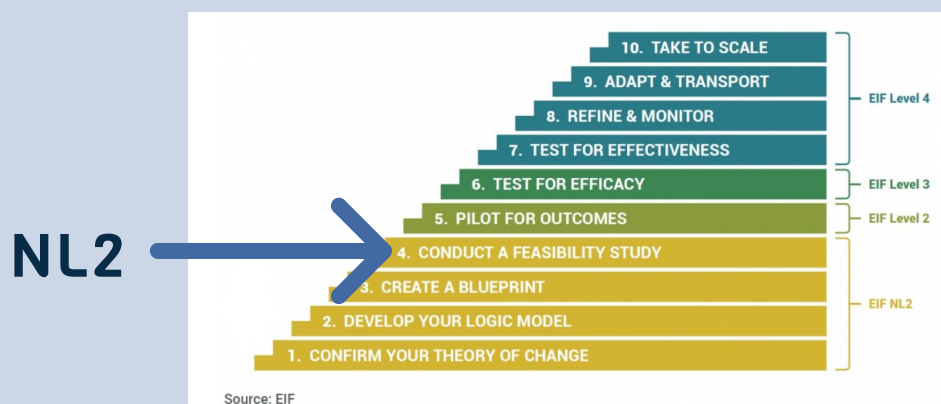 10. TAKE TO SCALE
9. ADAPT & TRANSPORT
EIF Level 4
8. REFINE & MONITOR
7. TEST FOR EFFECTIVENESS
6. TEST FOR EFFICACY
EIF Level 3
5. PILOT FOR OUTCOMES
EIF Level 2
NL2
4. CONDUCT A FEASIBILITY STUDY
3. CREATE A BLUEPRINT
EIF NL2
2. DEVELOP YOUR LOGIC MODEL
1. CONFIRM YOUR THEORY OF CHANGE
Source: EIF